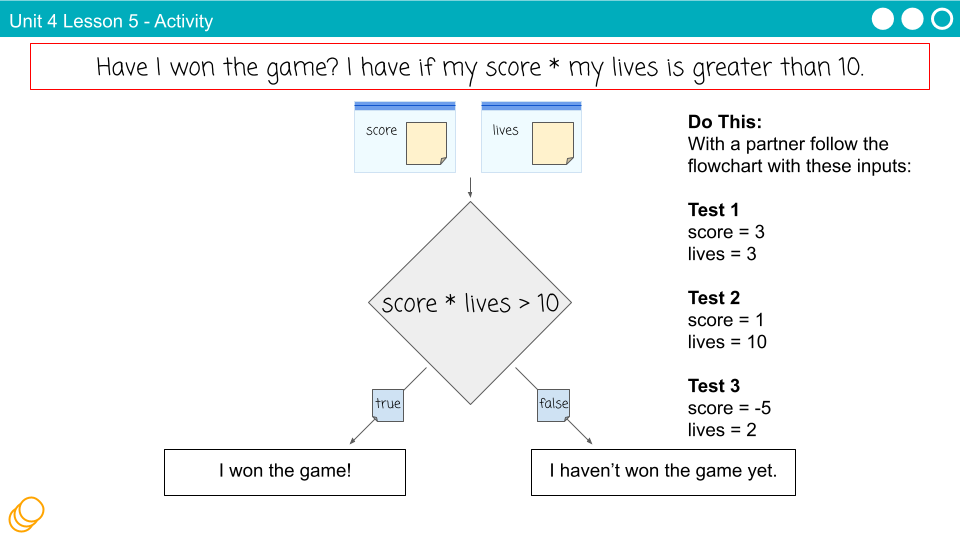 Unit 4 Lesson 5 - Activity
Have I won the game? I have if my score * my lives is greater than 10.
score
lives
score * lives > 10
true
false
I won the game!
I haven't won the game yet.
Do This:
With a partner follow the
flowchart with these inputs:
Test 1
score = 3
lives = 3
Test 2
score = 1
lives = 10
Test 3
score = -5
lives = 2